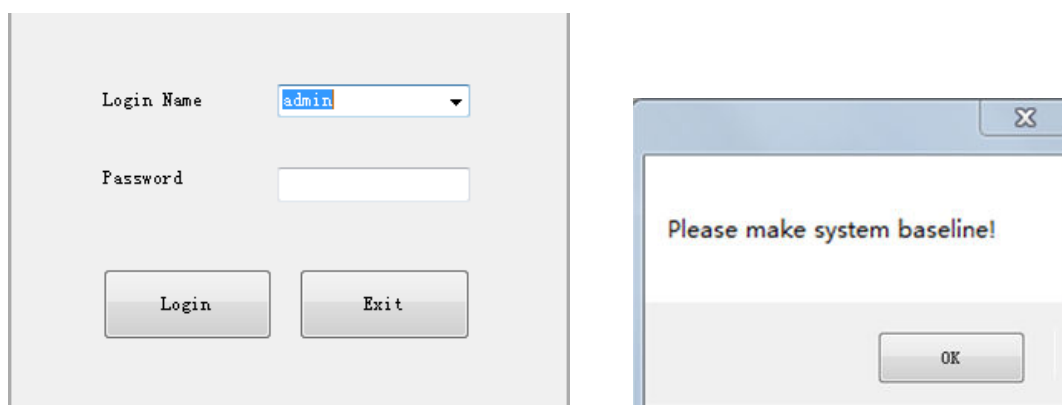 Login Name admin
Password
Login Exit
Please make system baseline!
OK